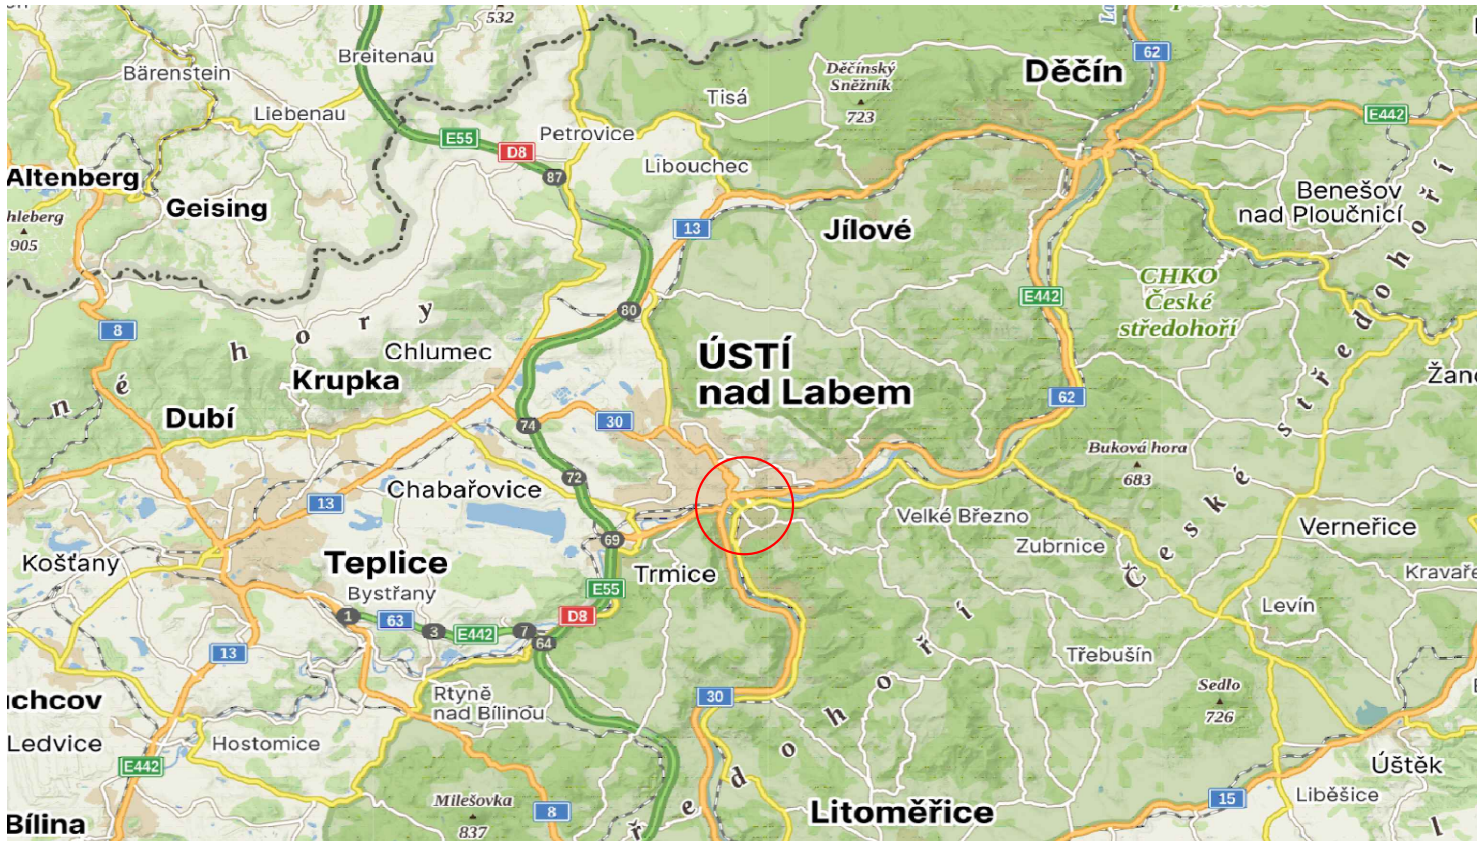 532
Breitenau
62
Děčín
Děčínský
Sněžník
723
Bärenstein
Tisá
Liebenau
E442
E55
D8
Petrovice
87
Libouchec
Altenberg
Geising
Benešov
nad Ploučnicí
905
13
Jílové
CHKO
České
středohoří
E442
8
80
h o r y
Chlumec
ÚSTÍ
nad Labem
Krupka
n é
Dubí
62
30
74
Buková hora
683
72
Chabařovice
13
Velké Březno
Verneřice
69
Zubrnice
Košťany
Teplice
Trmice
Bystřany
E55
D8
Levín
1
63
3
E442
7
64
13
Třebušín
České středohoří
Sedlo
726
30
Rtyně
nad Bílinou
Ledvice
Hostomice
E442
Úštěk
Milešovka
837
8
Litoměřice
15
Liběšice
Bílina